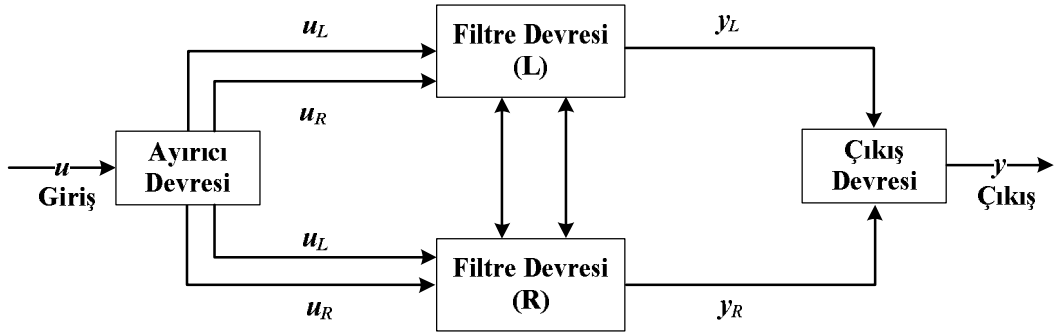 u
Giriş
Ayırıcı
Devresi
u_L
u_R
u_L
u_R
Filtre Devresi
(L)
Filtre Devresi
(R)
y_L
y_R
Çıkış
Devresi
y
Çıkış